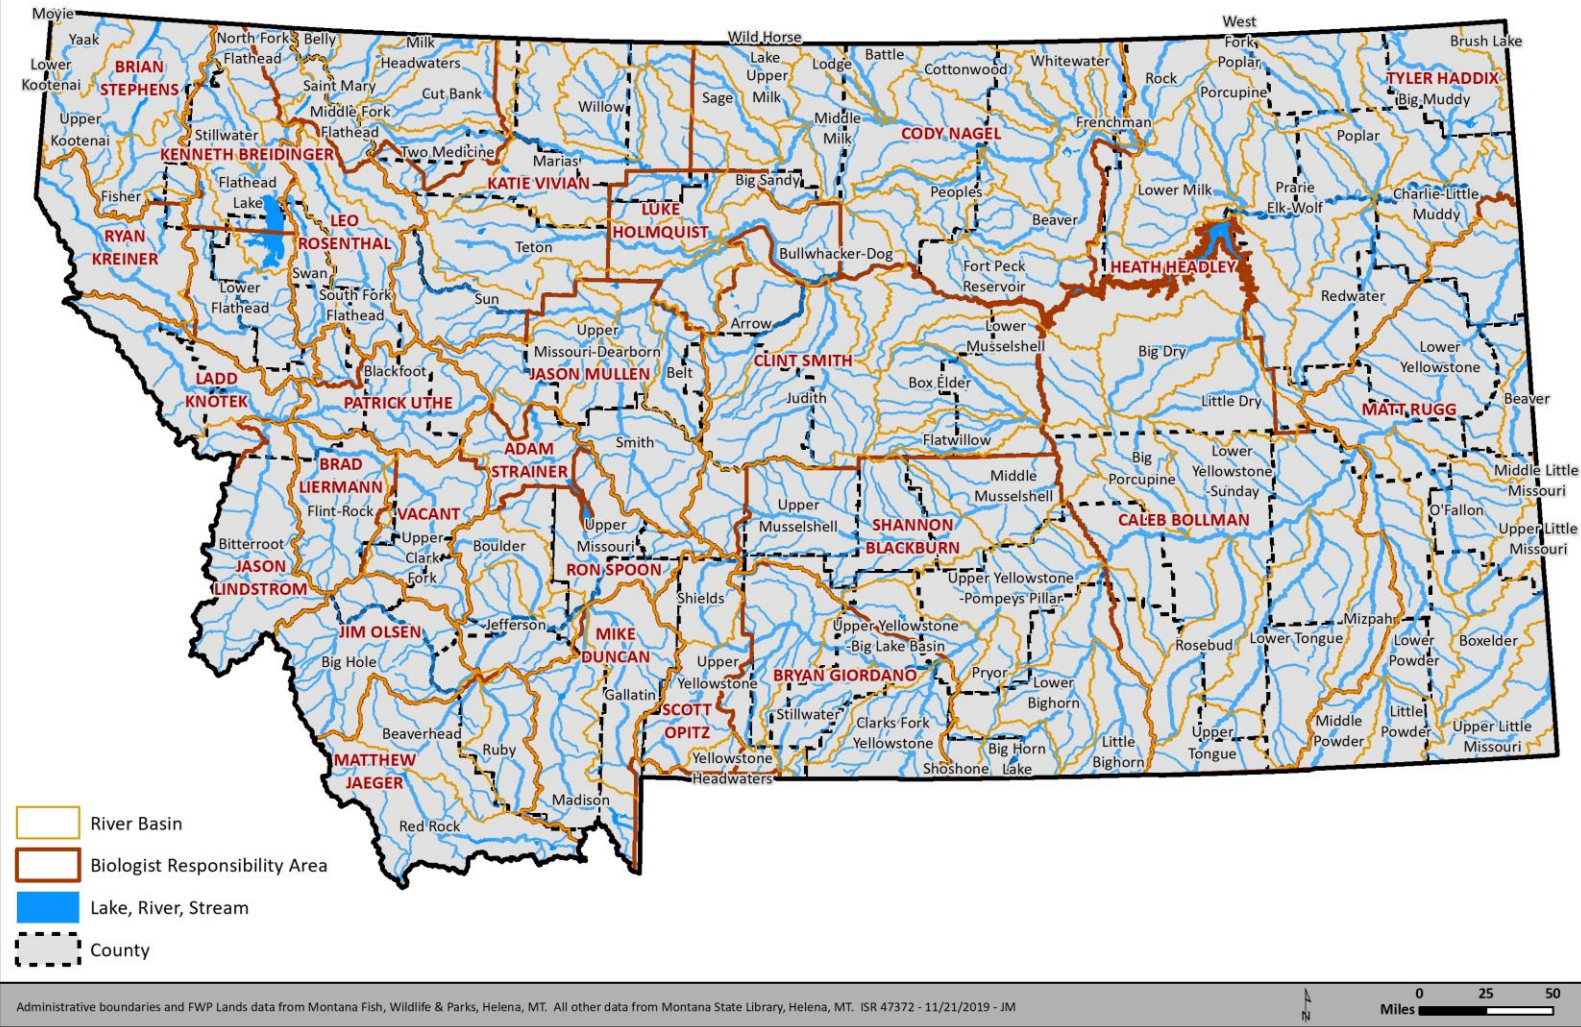 Moyie
Yaak
Lower
Kootenai
BRIAN
STEPHENS
Upper
Kootenai
North Fork
Flathead
Belly
Saint Mary
Middle Fork
Flathead
Stillwater
KENNETH BREIDINGER
Flathead
Lake
Fisher
RYAN
KREINER
LEO
ROSENTHAL
Swan
Lower
Flathead
South Fork
Flathead
Milk
Headwaters
Cut Bank
Two Medicine
Willow
Marias
KATIE VIVIAN
Teton
Sun
Wild Horse
Lake
Upper
Milk
Sage
Lodge
Battle
Middle
Milk
Cottonwood
CODY NAGEL
Whitewater
Frenchman
Big Sandy
LUKE
HOLMQUIST
Peoples
Beaver
Bullwhacker-Dog
Fort Peck
Reservoir
West
Fork
Poplar
Rock
Porcupine
Brush Lake
TYLER HADDIX
Big Muddy
Poplar
Lower Milk
Prarie
Elk-Wolf
Charlie-Little
Muddy
HEATH HEADLEY
Redwater
Upper
Missouri-Dearborn
JASON MULLEN
Belt
Arrow
CLINT SMITH
Judith
Lower
Musselshell
Box Elder
Flatwillow
Big Dry
Little Dry
Lower
Yellowstone
MATT RUGG
Beaver
LADD
KNOTEK
Blackfoot
PATRICK UTHE
ADAM
STRAINER
Smith
BRAD
LIERMANN
Flint-Rock
VACANT
Upper
Clark
Fork
Bitterroot
JASON
LINDSTROM
Boulder
Upper
Missouri
RON SPOON
Upper
Musselshell
SHANNON
BLACKBURN
Middle
Musselshell
Big
Porcupine
Lower
Yellowstone
-Sunday
CALEB BOLLMAN
Middle Little
Missouri
O'Fallon
Upper Little
Missouri
JIM OLSEN
Big Hole
Jefferson
MIKE
DUNCAN
Gallatin
Shields
Upper
Yellowstone
SCOTT
OPITZ
Yellowstone
Headwaters
Upper Yellowstone
-Pompeys Pillar
Upper Yellowstone
-Big Lake Basin
BRYAN GIORDANO
Stillwater
Clarks Fork
Yellowstone
Pryor
Lower
Bighorn
Shoshone
Big Horn
Lake
Little
Bighorn
Rosebud
Upper
Tongue
Lower Tongue
Mizpah
Lower
Powder
Boxelder
Middle
Powder
Little
Powder
Upper Little
Missouri
Beaverhead
MATTHEW
JAEGER
Ruby
Red Rock
Madison
River Basin
Biologist Responsibility Area
Lake, River, Stream
County
Administrative boundaries and FWP Lands data from Montana Fish, Wildlife & Parks, Helena, MT.  All other data from Montana State Library, Helena, MT.  ISR 47372 - 11/21/2019 - JM
N
0 25 50
Miles